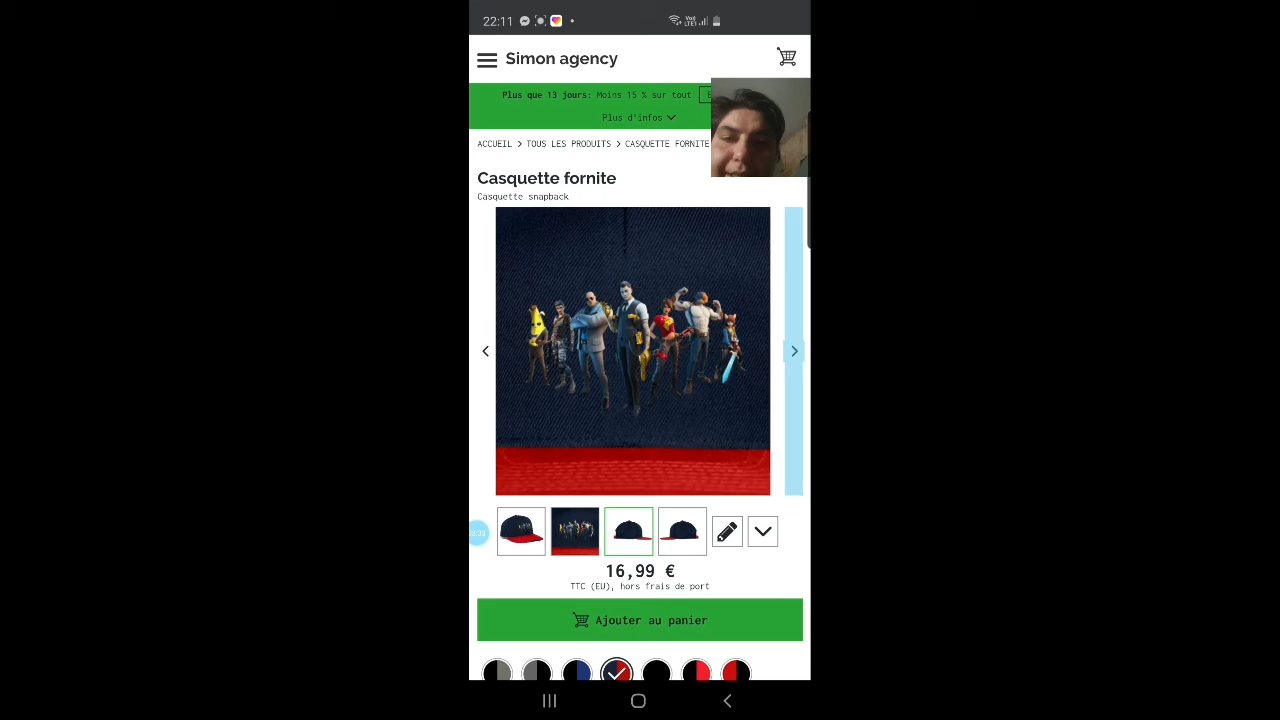 22:11
Simon agency
Plus que 13 jours: Moins 15 % sur tout
Plus d'infos
ACCUEIL > TOUS LES PRODUITS > CASQUETTE FORNITE
Casquette fornite
Casquette snapback
16,99 €
TTC (EU), hors frais de port
Ajouter au panier